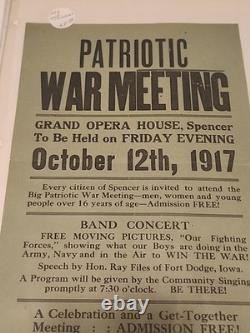 PATRIOTIC
WAR MEETING
GRAND OPERA HOUSE, Spencer
To Be Held on FRIDAY EVENING
October 12th, 1917
Every citizen of Spencer is invited to attend the
Big Patriotic War Meeting—men, women and young
people over 16 years of age—Admission FREE!
BAND CONCERT
FREE MOVING PICTURES, "Our Fighting
Forces," showing what our Boys are doing in the
Army, Navy and in the Air to WIN THE WAR!
Speech by Hon. Ray Files of Fort Dodge, Iowa.
A Program will be given by the Community Singing
promptly at 7:30 o'clock. BE THERE!
A Celebration and a Get-Together
Meeting : : ADMISSION FREE!